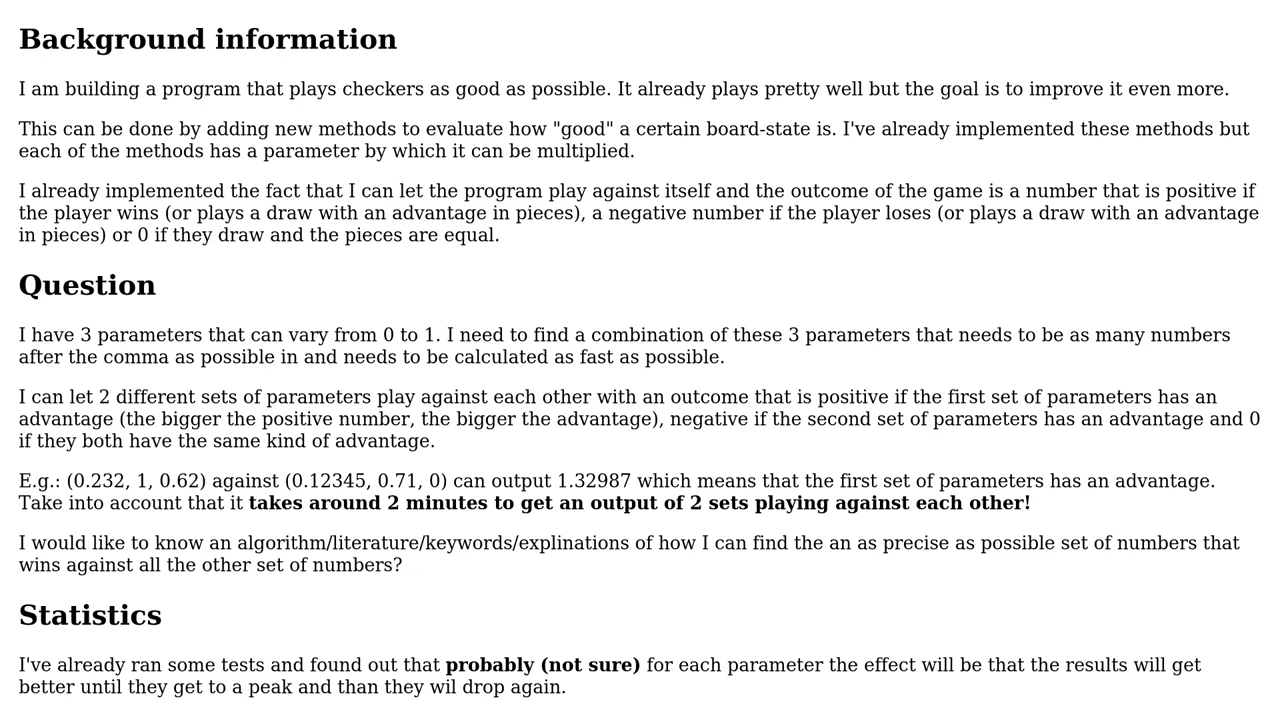 Background information
I am building a program that plays checkers as good as possible. It already plays pretty well but the goal is to improve it even more.
This can be done by adding new methods to evaluate how "good" a certain board-state is. I've already implemented these methods but
each of the methods has a parameter by which it can be multiplied.
I already implemented the fact that I can let the program play against itself and the outcome of the game is a number that is positive if
the player wins (or plays a draw with an advantage in pieces), a negative number if the player loses (or plays a draw with an advantage
in pieces) or 0 if they draw and the pieces are equal.
Question
I have 3 parameters that can vary from 0 to 1. I need to find a combination of these 3 parameters that needs to be as many numbers
after the comma as possible in and needs to be calculated as fast as possible.
I can let 2 different sets of parameters play against each other with an outcome that is positive if the first set of parameters has an
advantage (the bigger the positive number, the bigger the advantage), negative if the second set of parameters has an advantage and 0
if they both have the same kind of advantage.
E.g.: (0.232, 1, 0.62) against (0.12345, 0.71, 0) can output 1.32987 which means that the first set of parameters has an advantage.
Take into account that it takes around 2 minutes to get an output of 2 sets playing against each other!
I would like to know an algorithm/literature/keywords/explinations of how I can find the an as precise as possible set of numbers that
wins against all the other set of numbers?
Statistics
I've already ran some tests and found out that probably (not sure) for each parameter the effect will be that the results will get
better until they get to a peak and than they wil drop again.